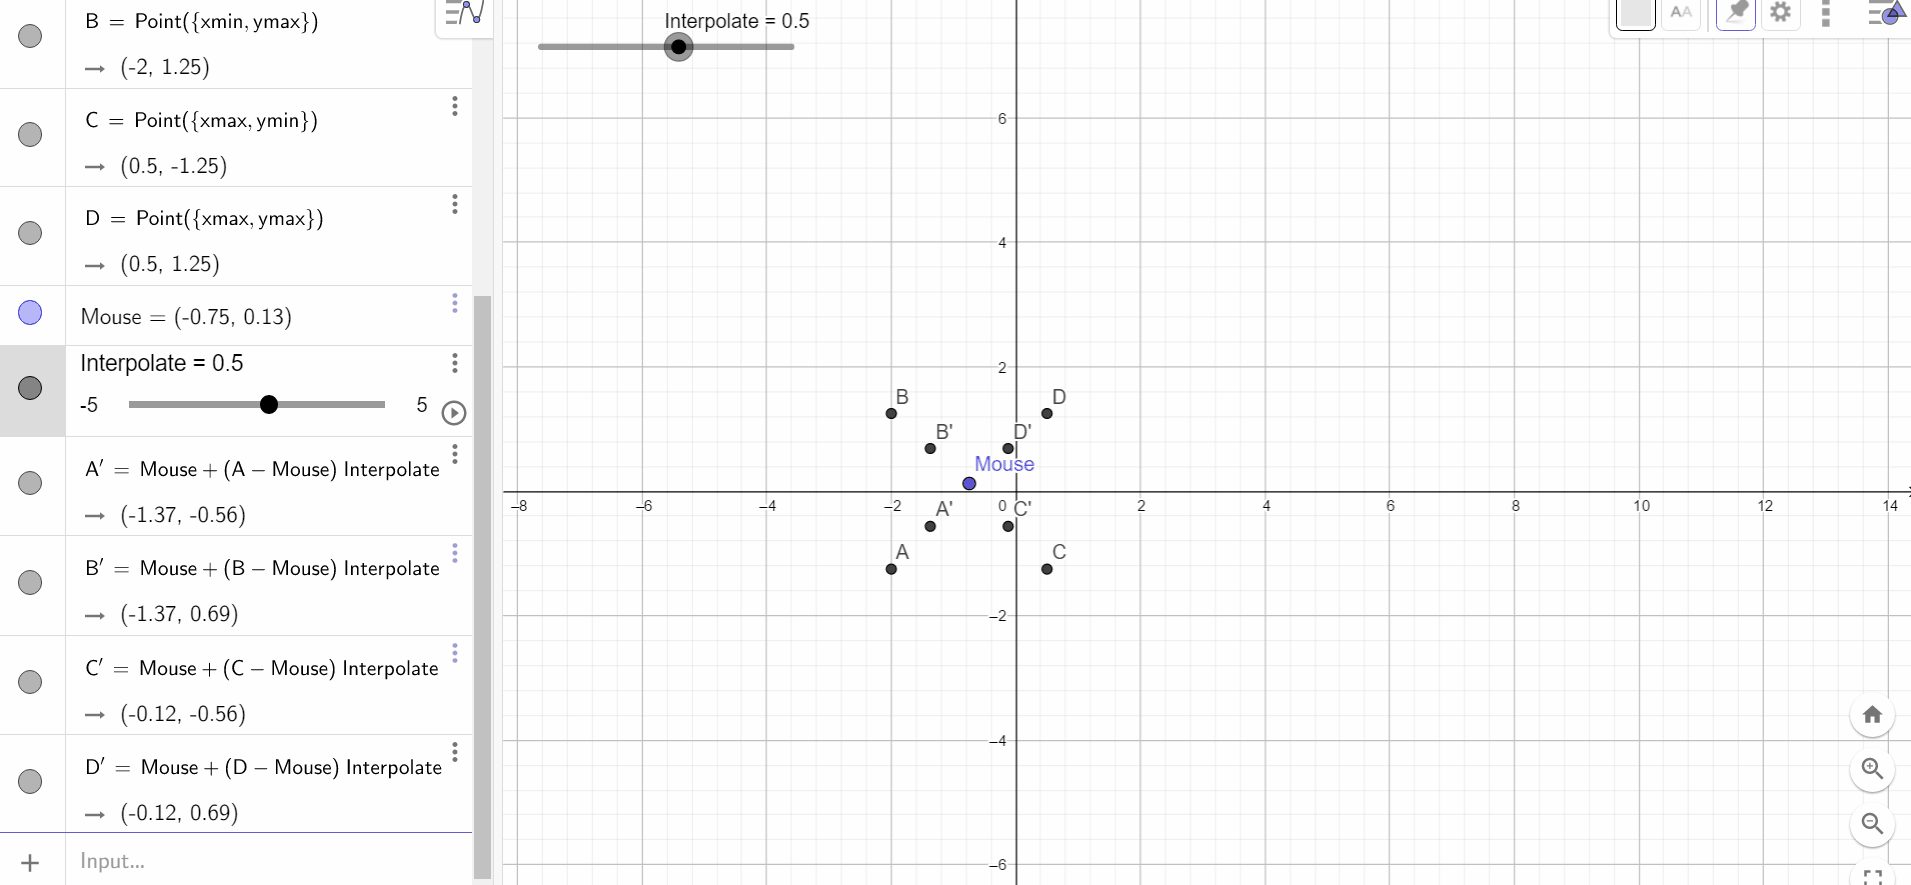 B = Point({xmin, ymax})
→ (-2, 1.25)
C = Point({xmax, ymin})
→ (0.5, -1.25)
D = Point({xmax, ymax})
→ (0.5, 1.25)
Mouse = (-0.75, 0.13)
Interpolate = 0.5
-5 5
A′ = Mouse + (A − Mouse) Interpolate
→ (-1.37, -0.56)
B′ = Mouse + (B − Mouse) Interpolate
→ (-1.37, 0.69)
C′ = Mouse + (C − Mouse) Interpolate
→ (-0.12, -0.56)
D′ = Mouse + (D − Mouse) Interpolate
→ (-0.12, 0.69)
+ Input...
Interpolate = 0.5
AA
6
4
2
B D
B' D'
Mouse
−8 −6 −4 −2 0 2 4 6 8 10 12 14
A' C'
A C
−2
−4
−6